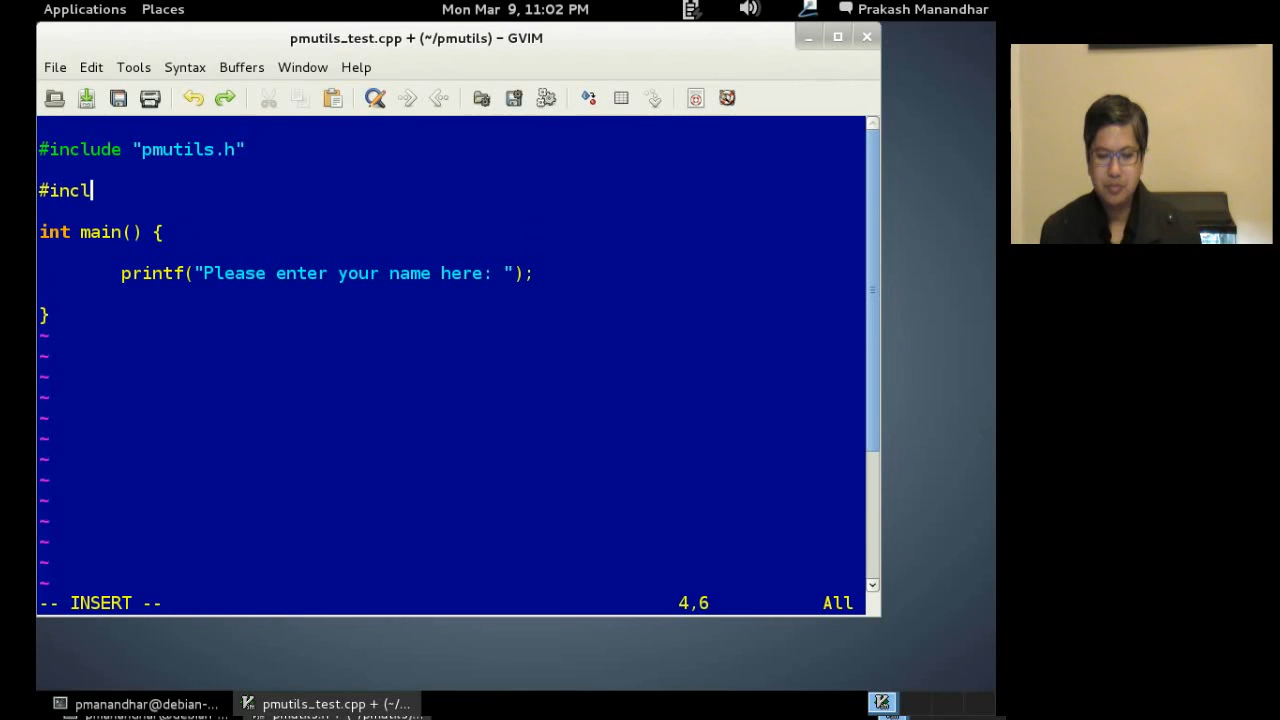 Applications Places Mon Mar 9, 11:02 PM Prakash Manandhar
pmutils_test.cpp + (~/pmutils) – GVIM
File Edit Tools Syntax Buffers Window Help
#include "pmutils.h"
#incl
int main() {
printf("Please enter your name here: ");
}
~
~
~
~
~
~
~
~
~
~
~
~
~
-- INSERT -- 4,6 All
pmanandhar@debian-... pmutils_test.cpp + (~/...